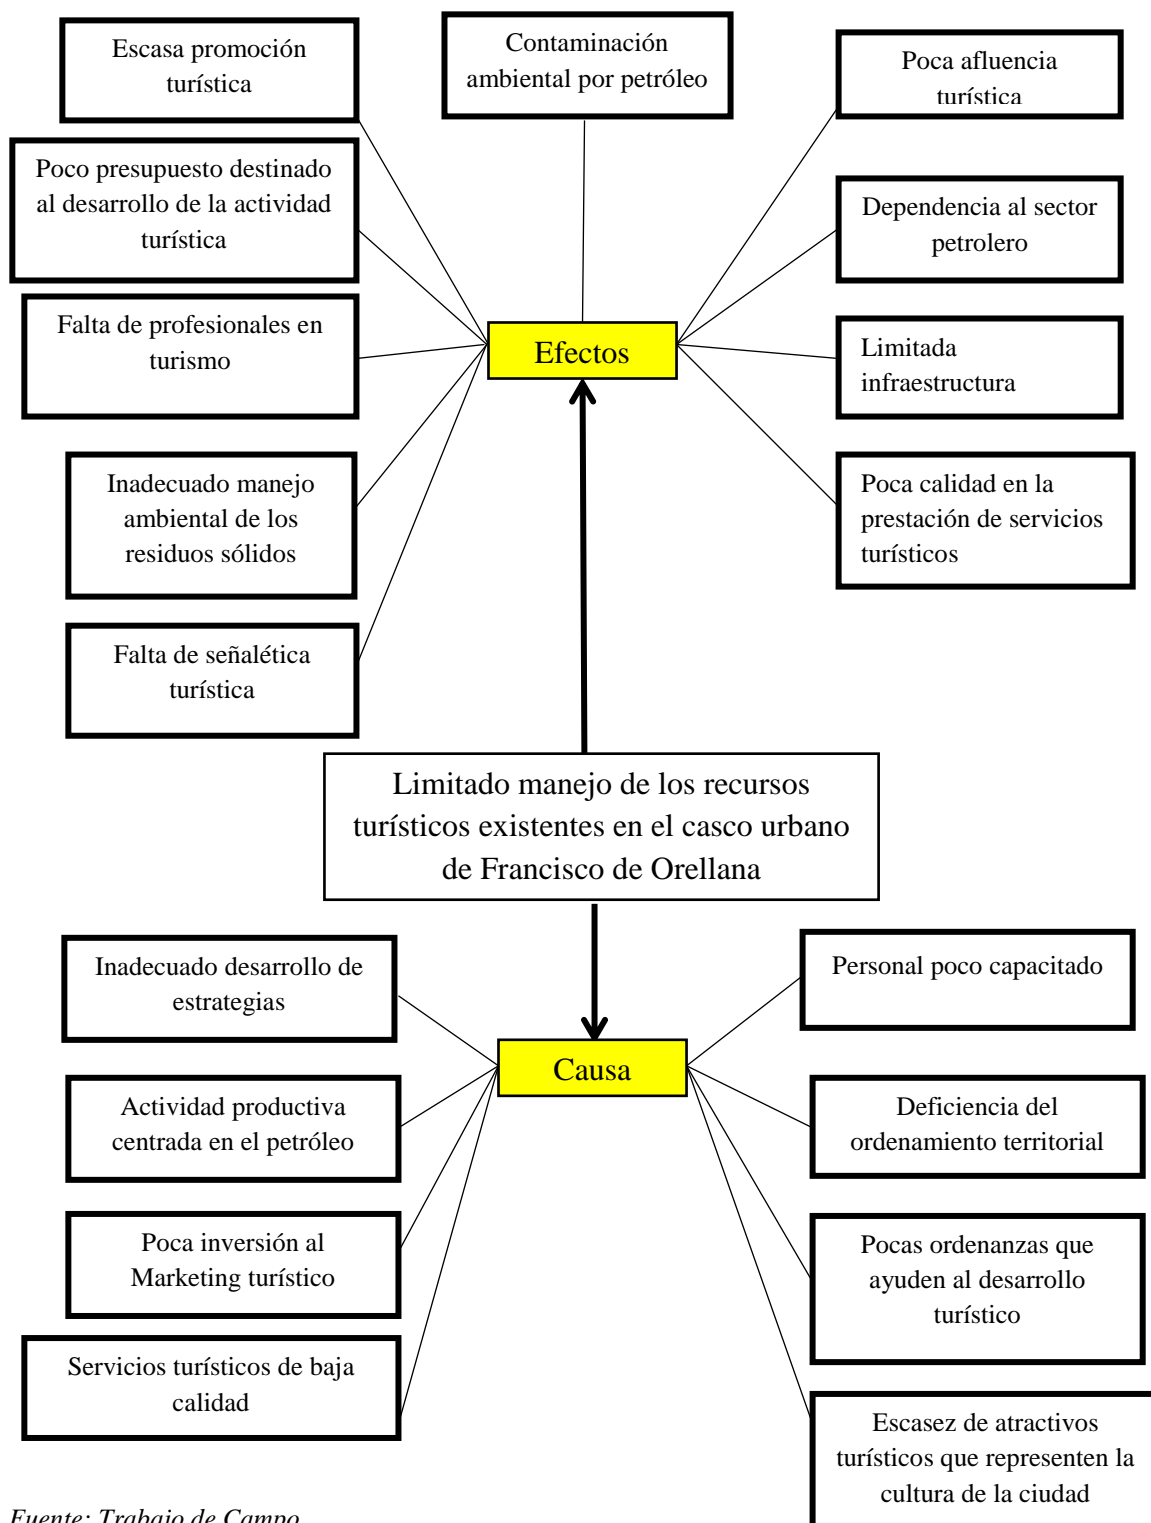 Escasa promoción
turística
Contaminación
ambiental por petróleo
Poca afluencia
turística
Poco presupuesto destinado
al desarrollo de la actividad
turística
Dependencia al sector
petrolero
Falta de profesionales en
turismo
Efectos
Limitada
infraestructura
Inadecuado manejo
ambiental de los
residuos sólidos
Poca calidad en la
prestación de servicios
turísticos
Falta de señalética
turística
Limitado manejo de los recursos
turísticos existentes en el casco urbano
de Francisco de Orellana
Inadecuado desarrollo de
estrategias
Personal poco capacitado
Causa
Actividad productiva
centrada en el petróleo
Deficiencia del
ordenamiento territorial
Poca inversión al
Marketing turístico
Pocas ordenanzas que
ayuden al desarrollo
turístico
Servicios turísticos de baja
calidad
Escasez de atractivos
turísticos que representen la
cultura de la ciudad
Fuente: Trabajo de Campo